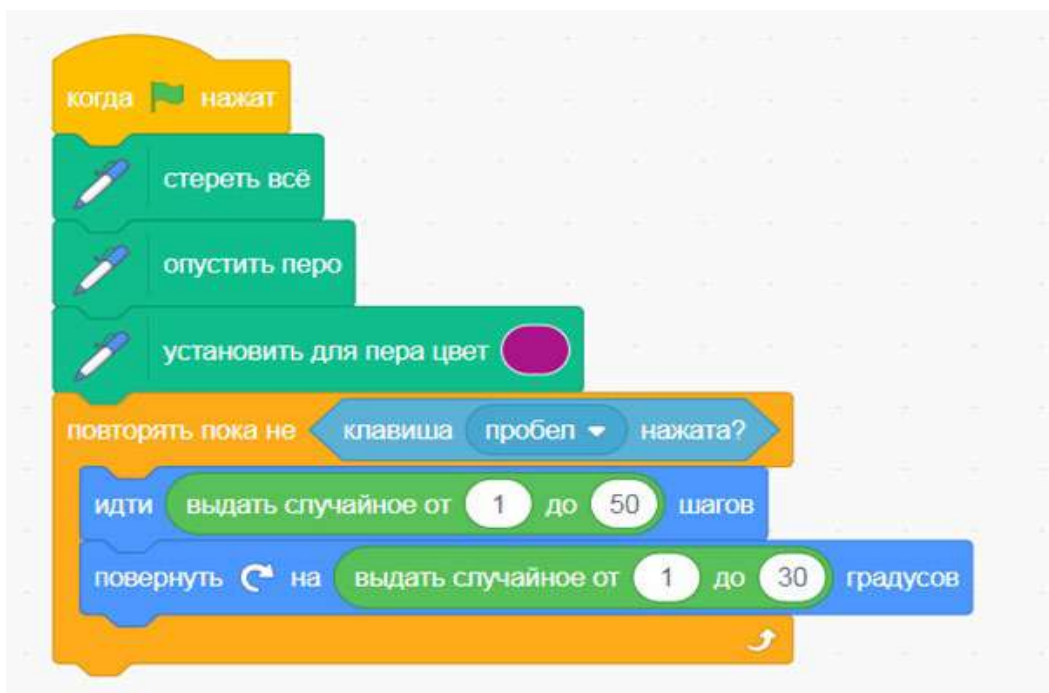 когда нажат
стереть всё
опустить перо
установить для пера цвет
повторять пока не клавиша пробел нажата?
идти выдать случайное от 1 до 50 шагов
повернуть на выдать случайное от 1 до 30 градусов